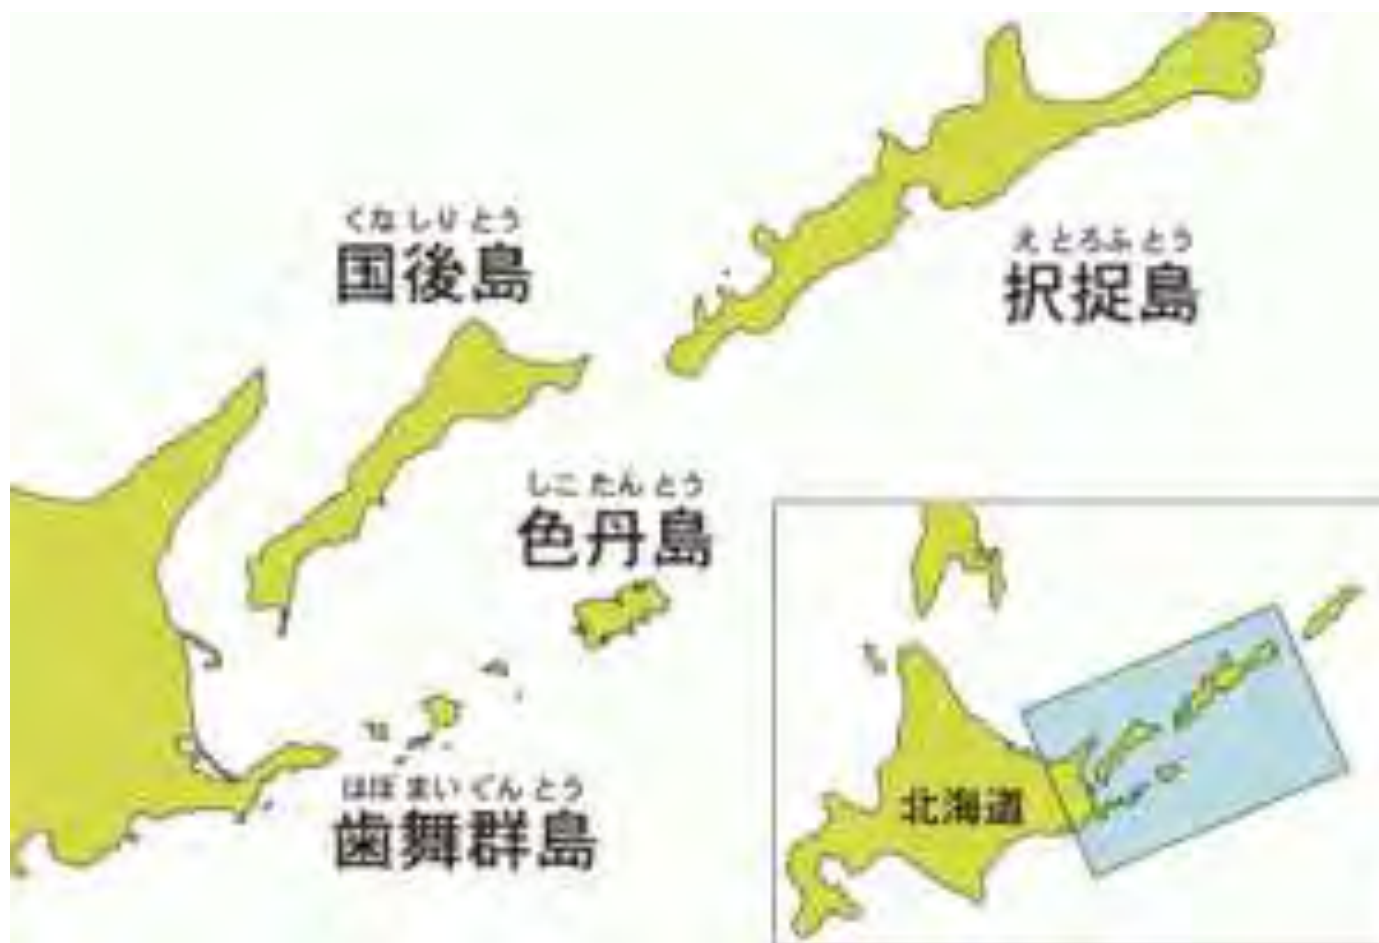 くなしりとう
国後島
えとろふとう
択捉島
しこたんとう
色丹島
はぼまいぐんとう
歯舞群島
北海道